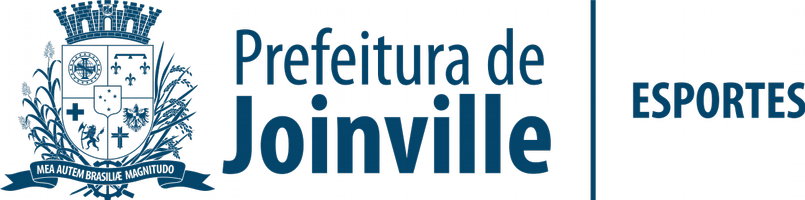 MEA AUTEM BRASILIÆ MAGNITUDO
Prefeitura de
Joinville
ESPORTES